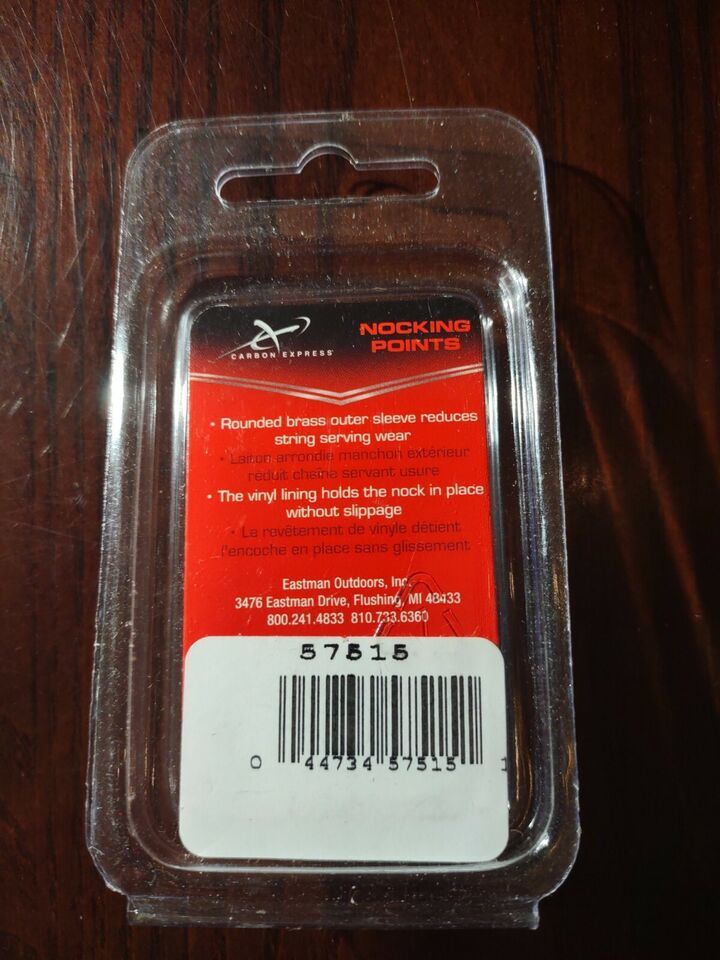 CARBON EXPRESS
NOCKING
POINTS
• Rounded brass outer sleeve reduces
string serving wear
• Laiton arrondie manchon extérieur
réduit chaîne servant usure
• The vinyl lining holds the nock in place
without slippage
• Le revêtement de vinyle détient
l'encoche en place sans glissement
Eastman Outdoors, Inc.
3476 Eastman Drive, Flushing, MI 48433
800.241.4833 810.733.6360
57515
0 44734 57515 1